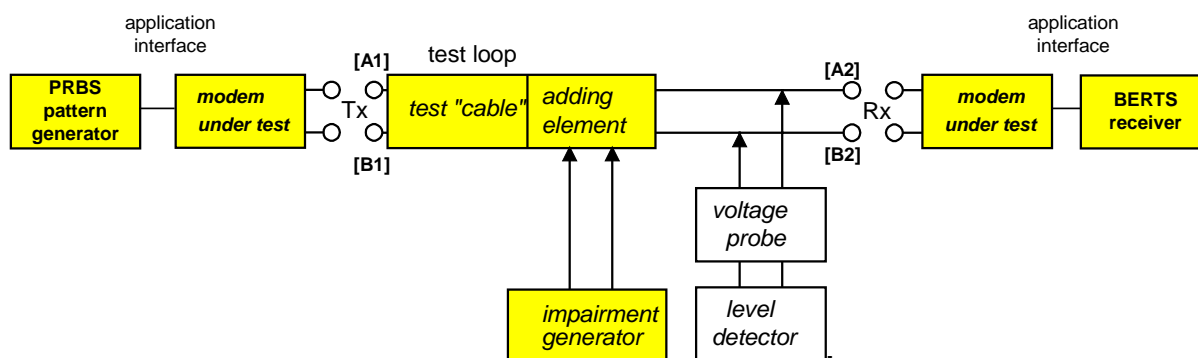 application
interface
application
interface
[A1]
test loop
[A2]
PRBS
pattern
generator
modem
under test
Tx
test "cable"
adding
element
Rx
modem
under test
BERTS
receiver
[B1]
[B2]
voltage
probe
impairment
generator
level
detector